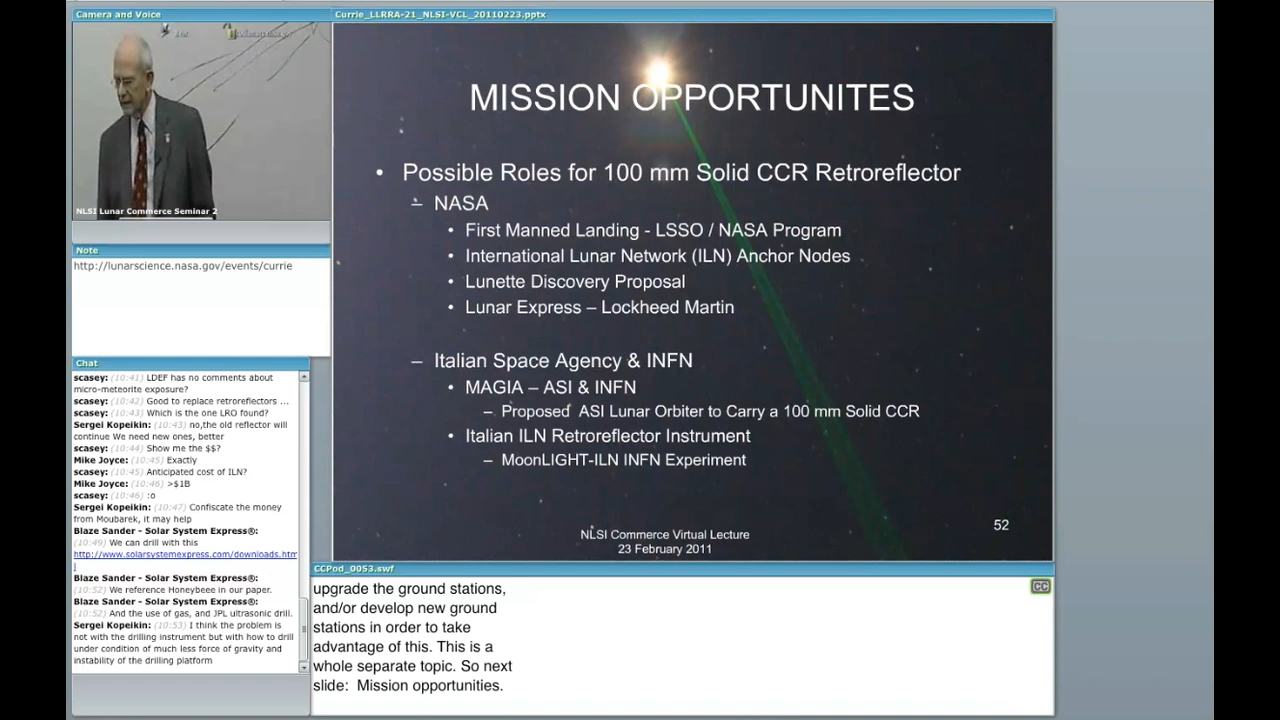 Camera and Voice
NLSI Lunar Commerce Seminar 2
Note
http://lunarscience.nasa.gov/events/currie
Chat
scasey: (10:41) LDEF has no comments about
micro-meteorite exposure?
scasey: (10:42) Good to replace retroreflectors ...
scasey: (10:43) Which is the one LRO found?
Sergei Kopeikin: (10:43) no,the old reflector will
continue We need new ones, better
scasey: (10:44) Show me the $$?
Mike Joyce: (10:45) Exactly
scasey: (10:45) Anticipated cost of ILN?
Mike Joyce: (10:46) >$1B
scasey: (10:46) :o
Sergei Kopeikin: (10:47) Confiscate the money
from Moubarek, it may help
Blaze Sander - Solar System Express®:
(10:49) We can drill with this
http://www.solarsystemexpress.com/downloads.htm
l
Blaze Sander - Solar System Express®:
(10:52) We reference Honeybeee in our paper.
Blaze Sander - Solar System Express®:
(10:52) And the use of gas, and JPL ultrasonic drill.
Sergei Kopeikin: (10:53) I think the problem is
not with the drilling instrument but with how to drill
under condition of much less force of gravity and
instability of the drilling platform
Currie_LLRRA-21_NLSI-VCL_20110223.pptx
MISSION OPPORTUNITES
• Possible Roles for 100 mm Solid CCR Retroreflector
– NASA
• First Manned Landing - LSSO / NASA Program
• International Lunar Network (ILN) Anchor Nodes
• Lunette Discovery Proposal
• Lunar Express – Lockheed Martin
– Italian Space Agency & INFN
• MAGIA – ASI & INFN
– Proposed ASI Lunar Orbiter to Carry a 100 mm Solid CCR
• Italian ILN Retroreflector Instrument
– MoonLIGHT-ILN INFN Experiment
NLSI Commerce Virtual Lecture
23 February 2011
52
CCPod_0053.swf
CC
upgrade the ground stations,
and/or develop new ground
stations in order to take
advantage of this. This is a
whole separate topic. So next
slide: Mission opportunities.